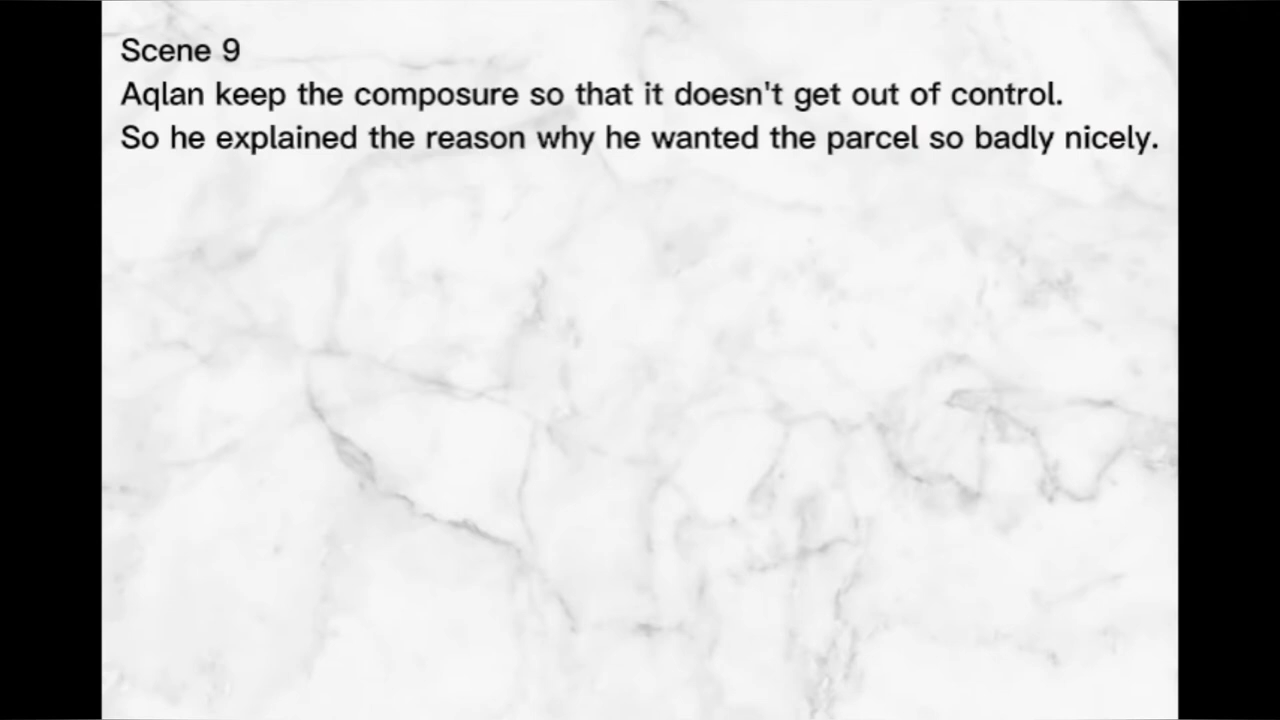 Scene 9
Aqlan keep the composure so that it doesn't get out of control.
So he explained the reason why he wanted the parcel so badly nicely.